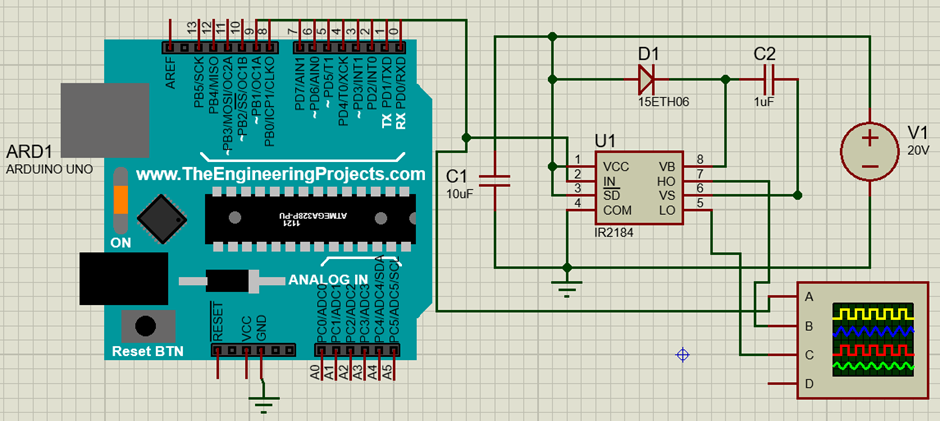 ARD1
ARDUINO UNO
AREF
13
12
11
10
9
8
7
6
5
4
3
2
1
0
PB5/SCK
PB4/MISO
~PB3/MOSI/OC2A
~PB2/SS/OC1B
~PB1/OC1A
PB0/ICP1/CLKO
PD7/AIN1
~PD6/AIN0
~PD5/T1
PD4/T0/XCK
~PD3/INT1
PD2/INT0
TX PD1/TXD
RX PD0/RXD
www.TheEngineeringProjects.com
ATMEGA328P-PU
1121
ON
ANALOG IN
Reset BTN
RESET
VCC
GND
PC0/ADC0
PC1/ADC1
PC2/ADC2
PC3/ADC3
PC4/ADC4/SDA
PC5/ADC5/SCL
A0
A1
A2
A3
A4
A5
C1
10uF
D1
15ETH06
C2
1uF
U1
1 VCC VB 8
2 IN HO 7
3 SD VS 6
4 COM LO 5
IR2184
V1
20V
A
B
C
D